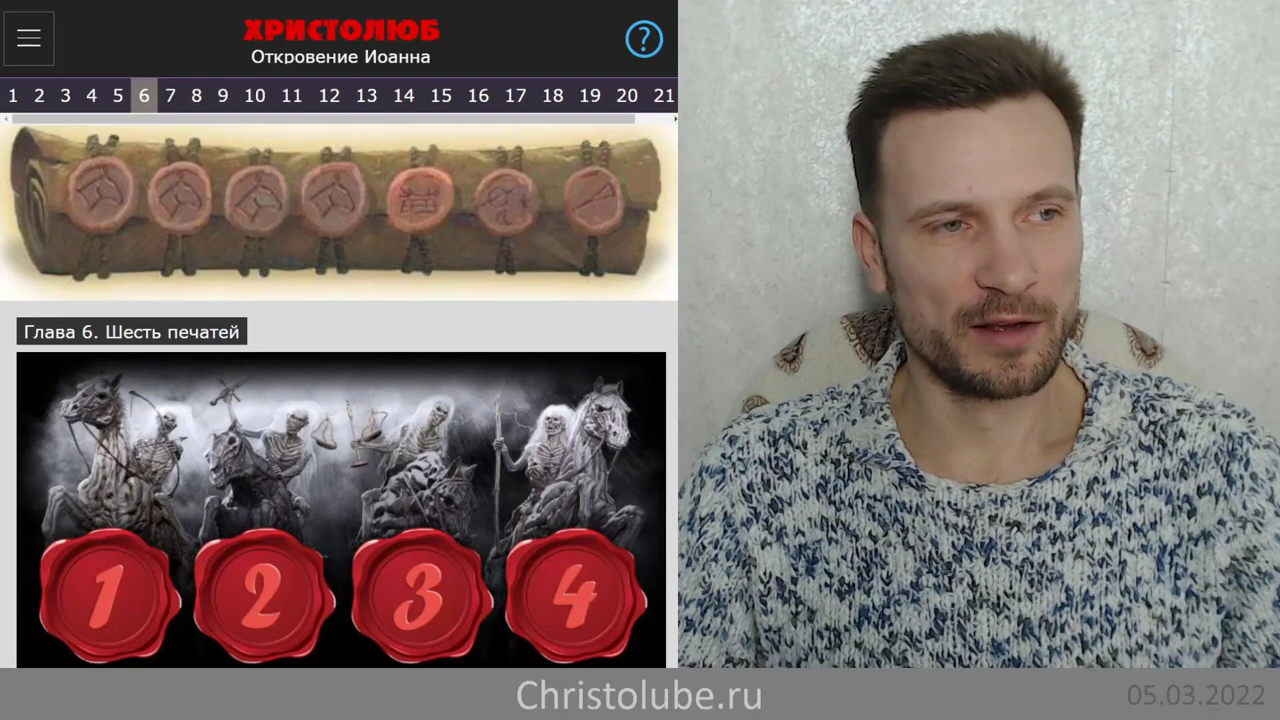 ХРИСТОЛЮБ
Откровение Иоанна
?
1 2 3 4 5 6 7 8 9 10 11 12 13 14 15 16 17 18 19 20 21
Глава 6. Шесть печатей
1 2 3 4
Christolube.ru
05.03.2022